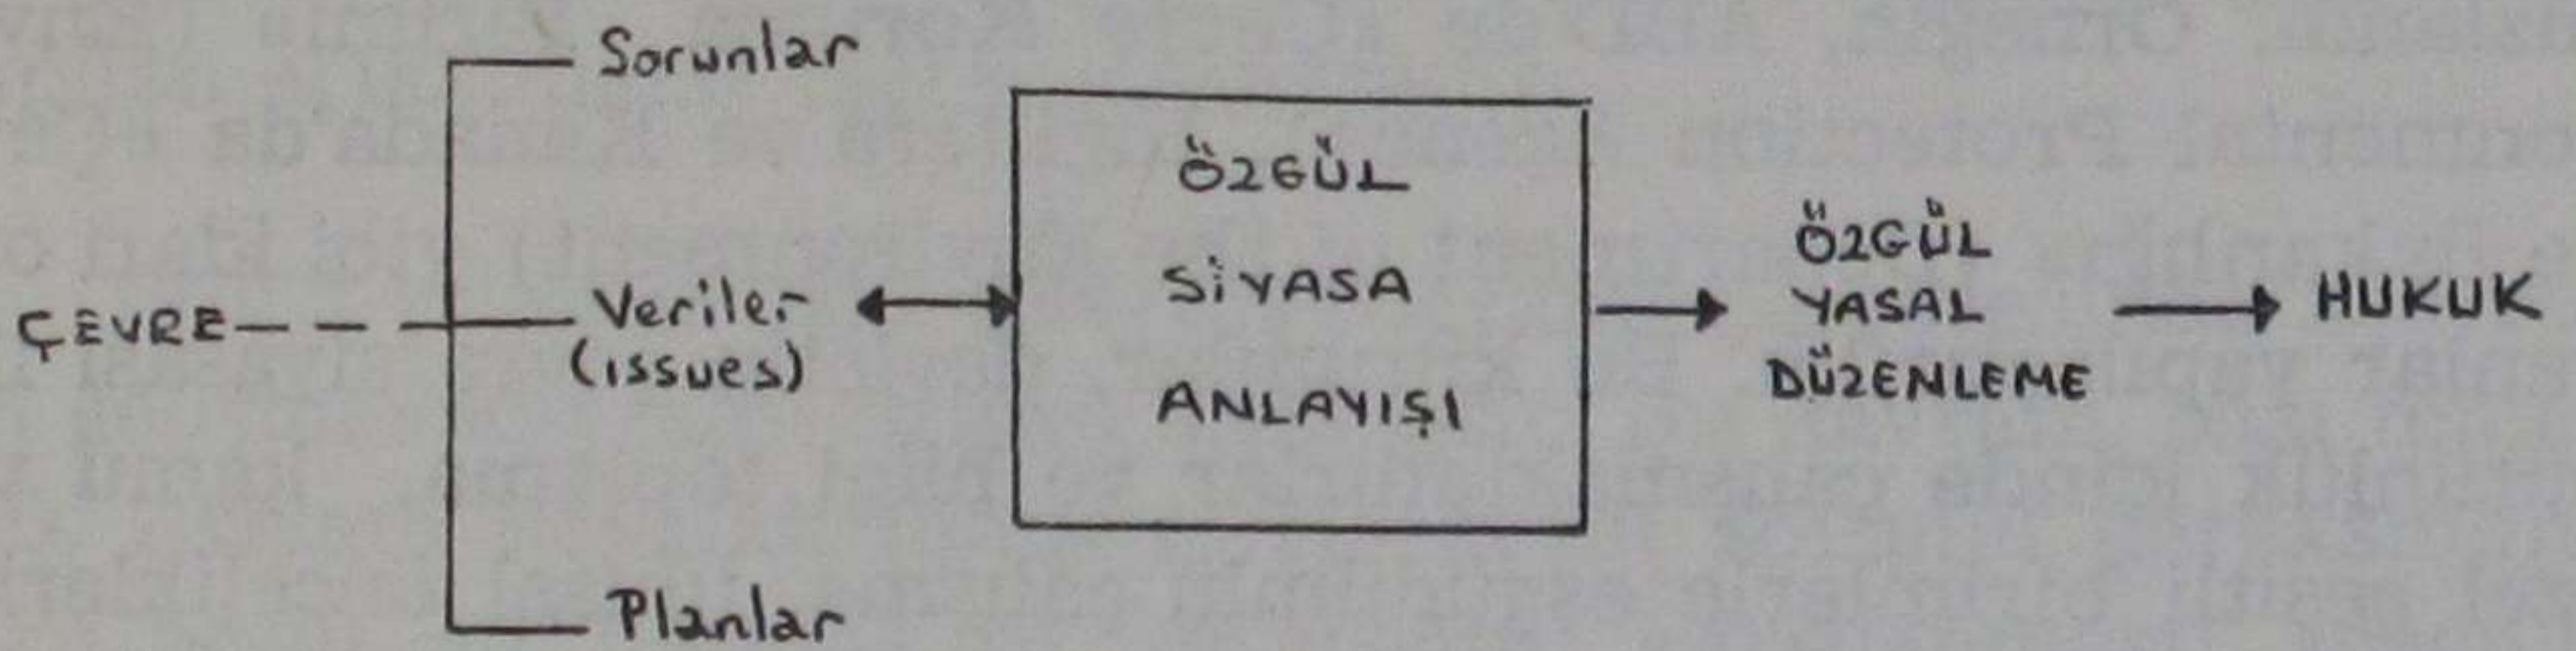 Sorunlar
ÇEVRE
Veriler
(issues)
Planlar
ÖZGÜL
SİYASA
ANLAYIŞI
ÖZGÜL
YASAL
DÜZENLEME
HUKUK